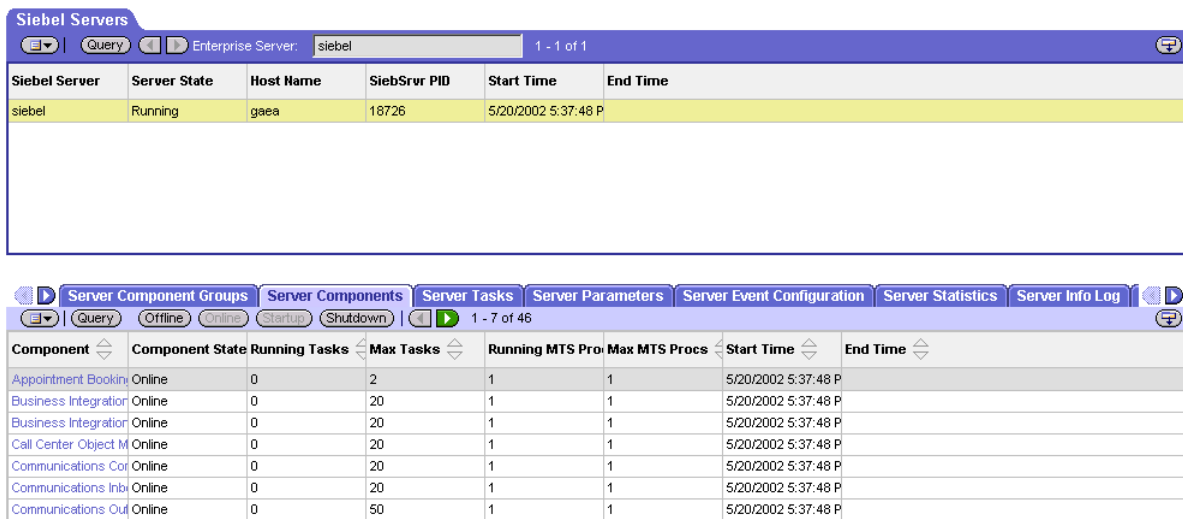 Siebel Servers
Query Enterprise Server: siebel 1 - 1 of 1
Siebel Server Server State Host Name SiebSrvr PID Start Time End Time
siebel Running gaea 18726 5/20/2002 5:37:48 P
Server Component Groups Server Components Server Tasks Server Parameters Server Event Configuration Server Statistics Server Info Log
Query Offline Online Startup Shutdown 1 - 7 of 46
Component Component State Running Tasks Max Tasks Running MTS Pro Max MTS Procs Start Time End Time
Appointment Booking Online 0 2 1 1 5/20/2002 5:37:48 P
Business Integration Online 0 20 1 1 5/20/2002 5:37:48 P
Business Integration Online 0 20 1 1 5/20/2002 5:37:48 P
Call Center Object M Online 0 20 1 1 5/20/2002 5:37:48 P
Communications Cor Online 0 20 1 1 5/20/2002 5:37:48 P
Communications Inb Online 0 20 1 1 5/20/2002 5:37:48 P
Communications Out Online 0 50 1 1 5/20/2002 5:37:48 P